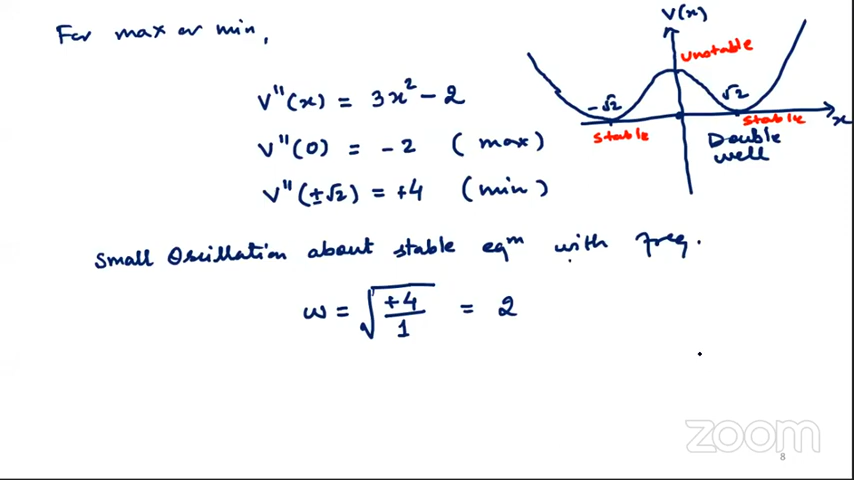 For max or min,
V''(x) = 3x² - 2
V''(0) = -2 (max)
V''(±√2) = +4 (min)
V(x)
unstable
-√2
√2
stable
stable
x
Double
well
Small Oscillation about stable eqᵐ with freq.
ω = √(+4/1) = 2
zoom
8